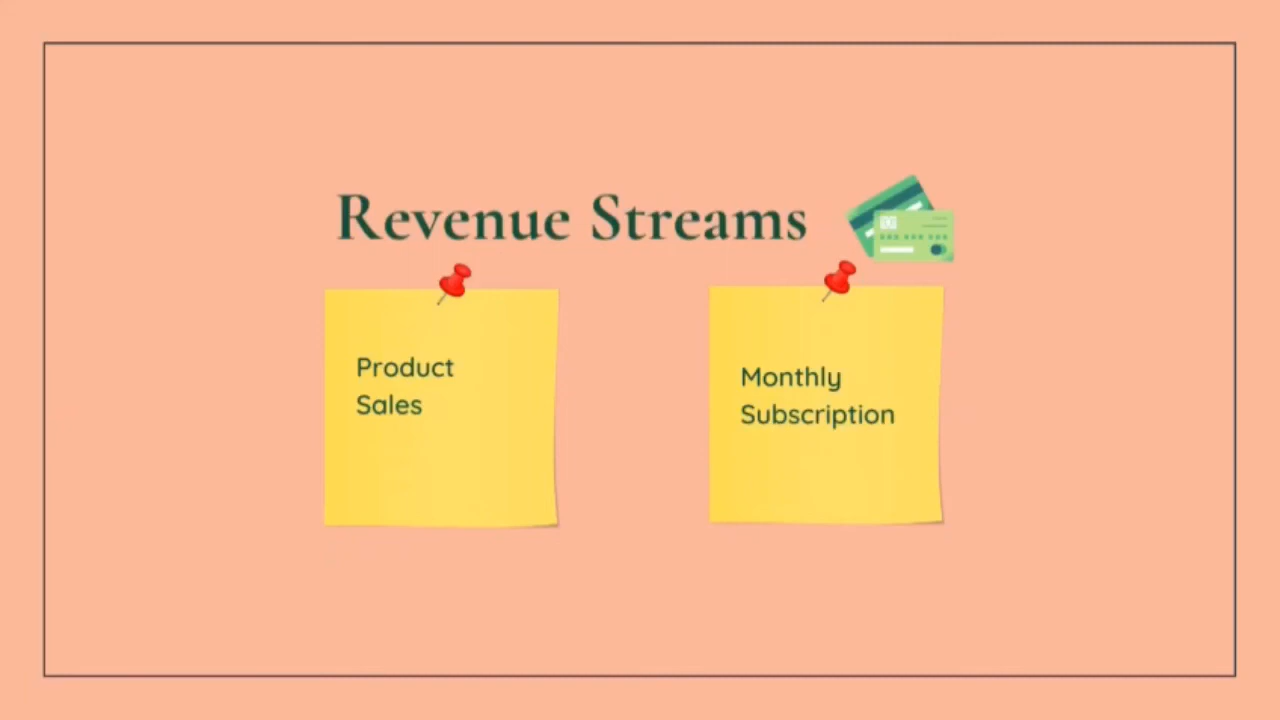 Revenue Streams
Product
Sales
Monthly
Subscription